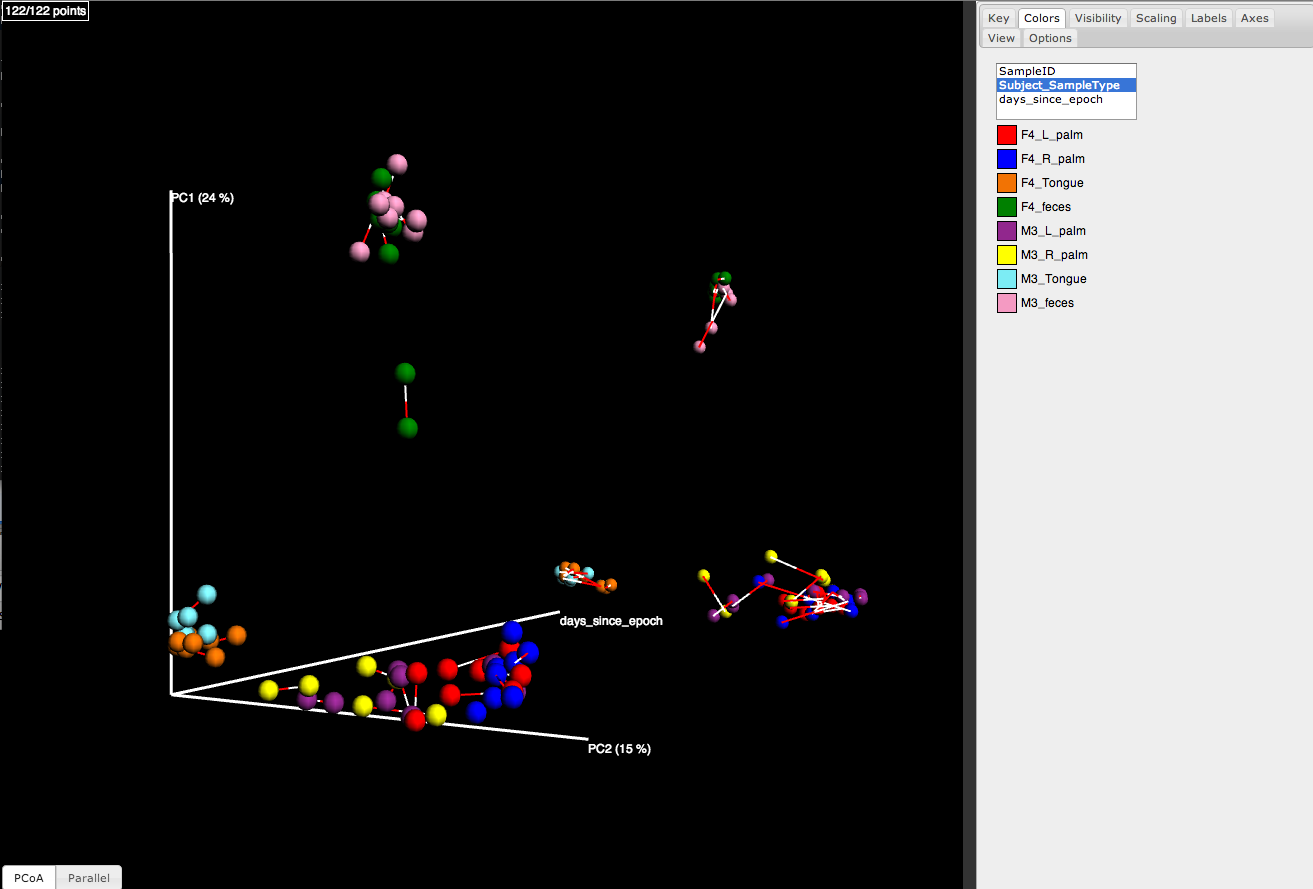 122/122 points
PC1 (24 %)
days_since_epoch
PC2 (15 %)
PCoA Parallel
Key Colors Visibility Scaling Labels Axes
View Options
SampleID
Subject_SampleType
days_since_epoch
F4_L_palm
F4_R_palm
F4_Tongue
F4_feces
M3_L_palm
M3_R_palm
M3_Tongue
M3_feces